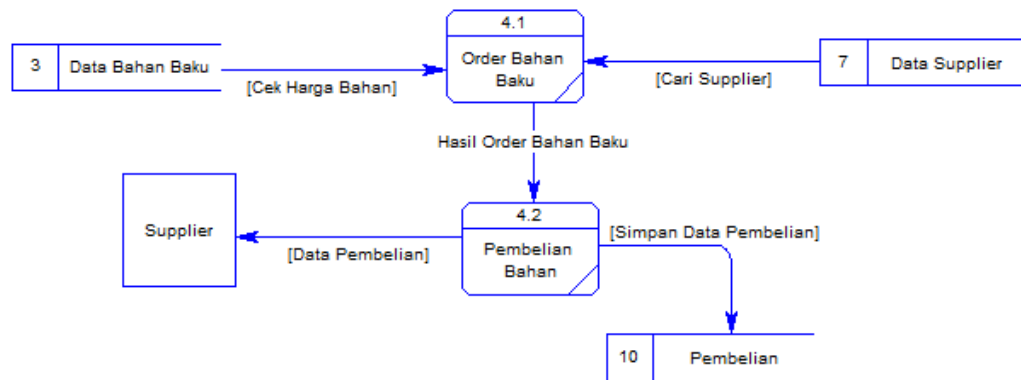 4.1
3
Data Bahan Baku
Order Bahan
Baku
7
Data Supplier
[Cek Harga Bahan]
[Cari Supplier]
Hasil Order Bahan Baku
4.2
Supplier
Pembelian
Bahan
[Simpan Data Pembelian]
[Data Pembelian]
10
Pembelian